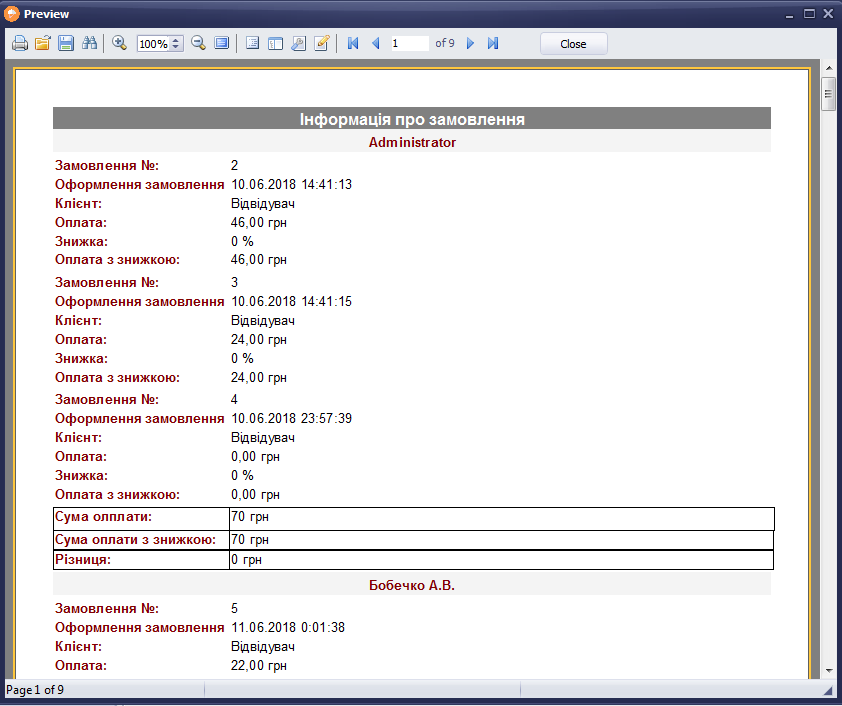 Preview
100% 1 of 9 Close
Інформація про замовлення
Administrator
Замовлення №: 2
Оформлення замовлення 10.06.2018 14:41:13
Клієнт: Відвідувач
Оплата: 46,00 грн
Знижка: 0 %
Оплата з знижкою: 46,00 грн
Замовлення №: 3
Оформлення замовлення 10.06.2018 14:41:15
Клієнт: Відвідувач
Оплата: 24,00 грн
Знижка: 0 %
Оплата з знижкою: 24,00 грн
Замовлення №: 4
Оформлення замовлення 10.06.2018 23:57:39
Клієнт: Відвідувач
Оплата: 0,00 грн
Знижка: 0 %
Оплата з знижкою: 0,00 грн
Сума олплати: 70 грн
Сума оплати з знижкою: 70 грн
Різниця: 0 грн
Бобечко А.В.
Замовлення №: 5
Оформлення замовлення 11.06.2018 0:01:38
Клієнт: Відвідувач
Оплата: 22,00 грн
Page 1 of 9